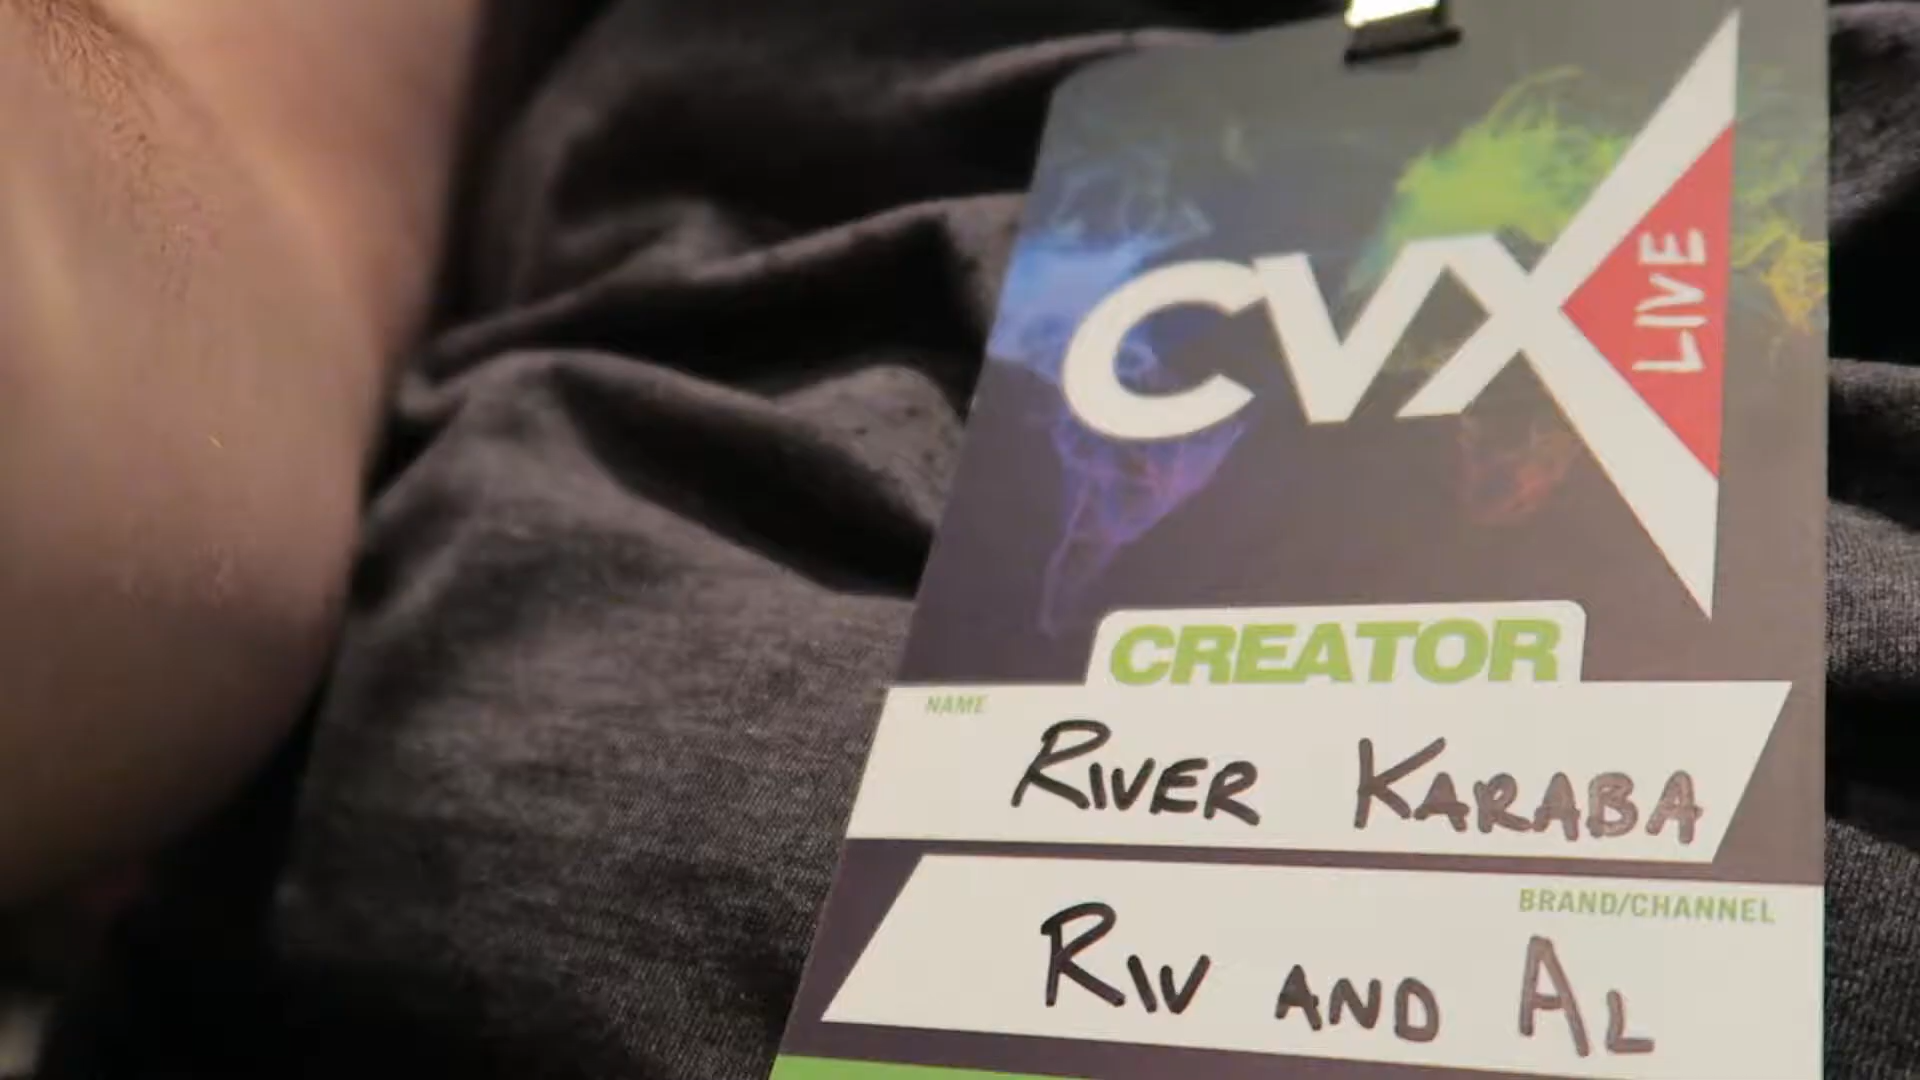 CVX
LIVE
CREATOR
NAME
RIVER KARABA
BRAND/CHANNEL
RIV AND AL